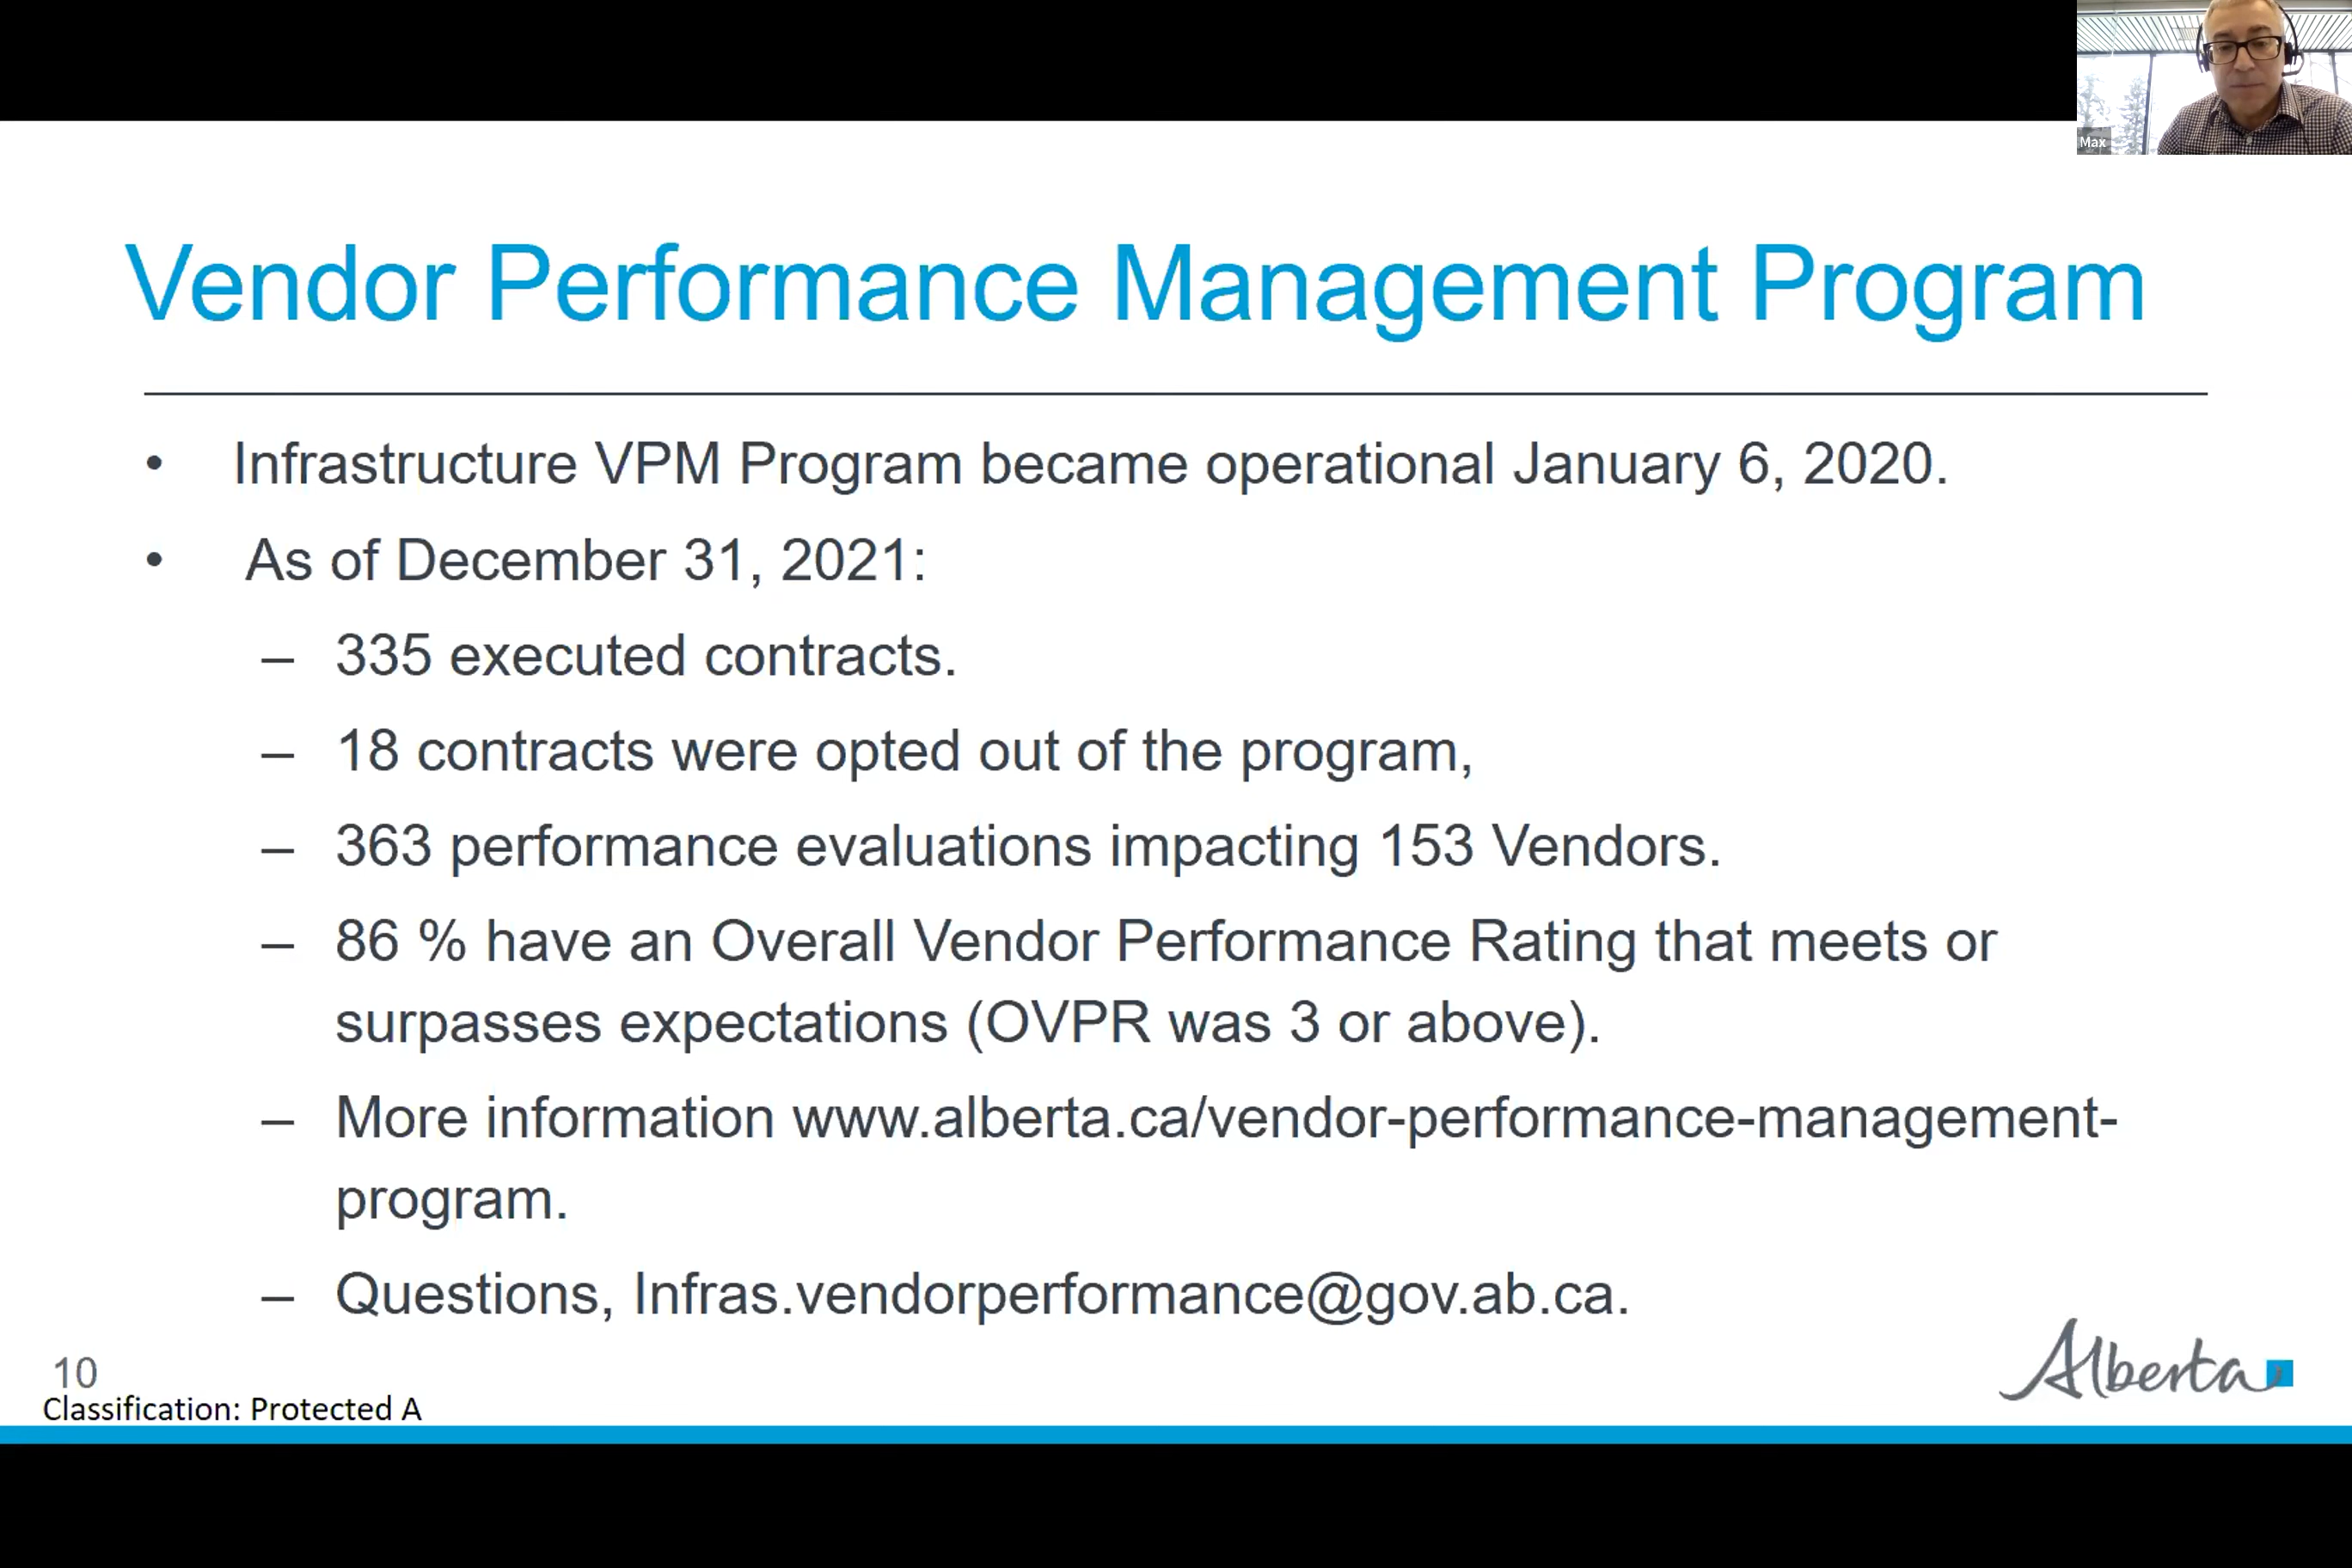 Max
Vendor Performance Management Program
• Infrastructure VPM Program became operational January 6, 2020.
• As of December 31, 2021:
– 335 executed contracts.
– 18 contracts were opted out of the program,
– 363 performance evaluations impacting 153 Vendors.
– 86 % have an Overall Vendor Performance Rating that meets or
surpasses expectations (OVPR was 3 or above).
– More information www.alberta.ca/vendor-performance-management-
program.
– Questions, Infras.vendorperformance@gov.ab.ca.
10
Classification: Protected A
Alberta